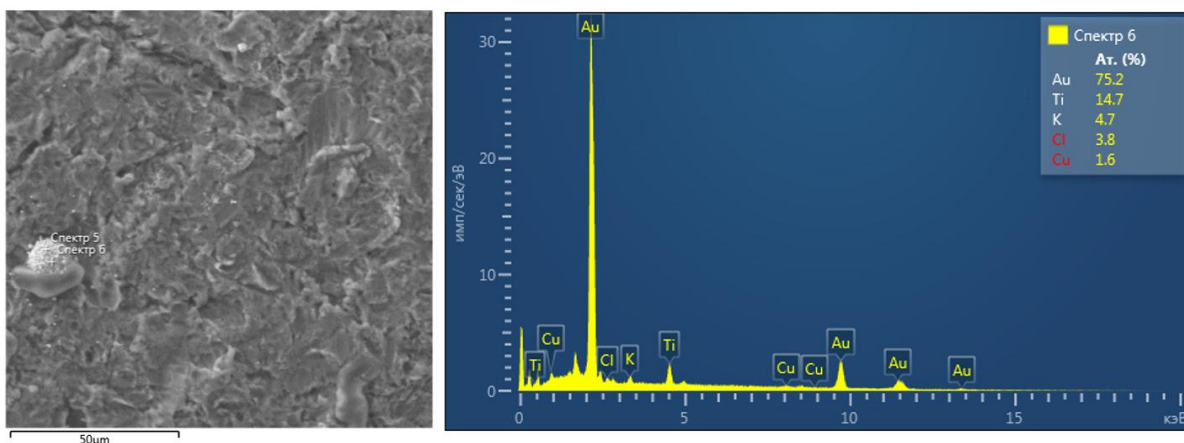 Спектр 5
Спектр 6
50µm
имп/сек/эВ
30
20
10
0
Au
Ti
Cu
Cl
K
Ti
Cu
Cu
Au
Au
Au
0
5
10
15
кэВ
Спектр 6
Ат. (%)
Au 75.2
Ti 14.7
K 4.7
Cl 3.8
Cu 1.6